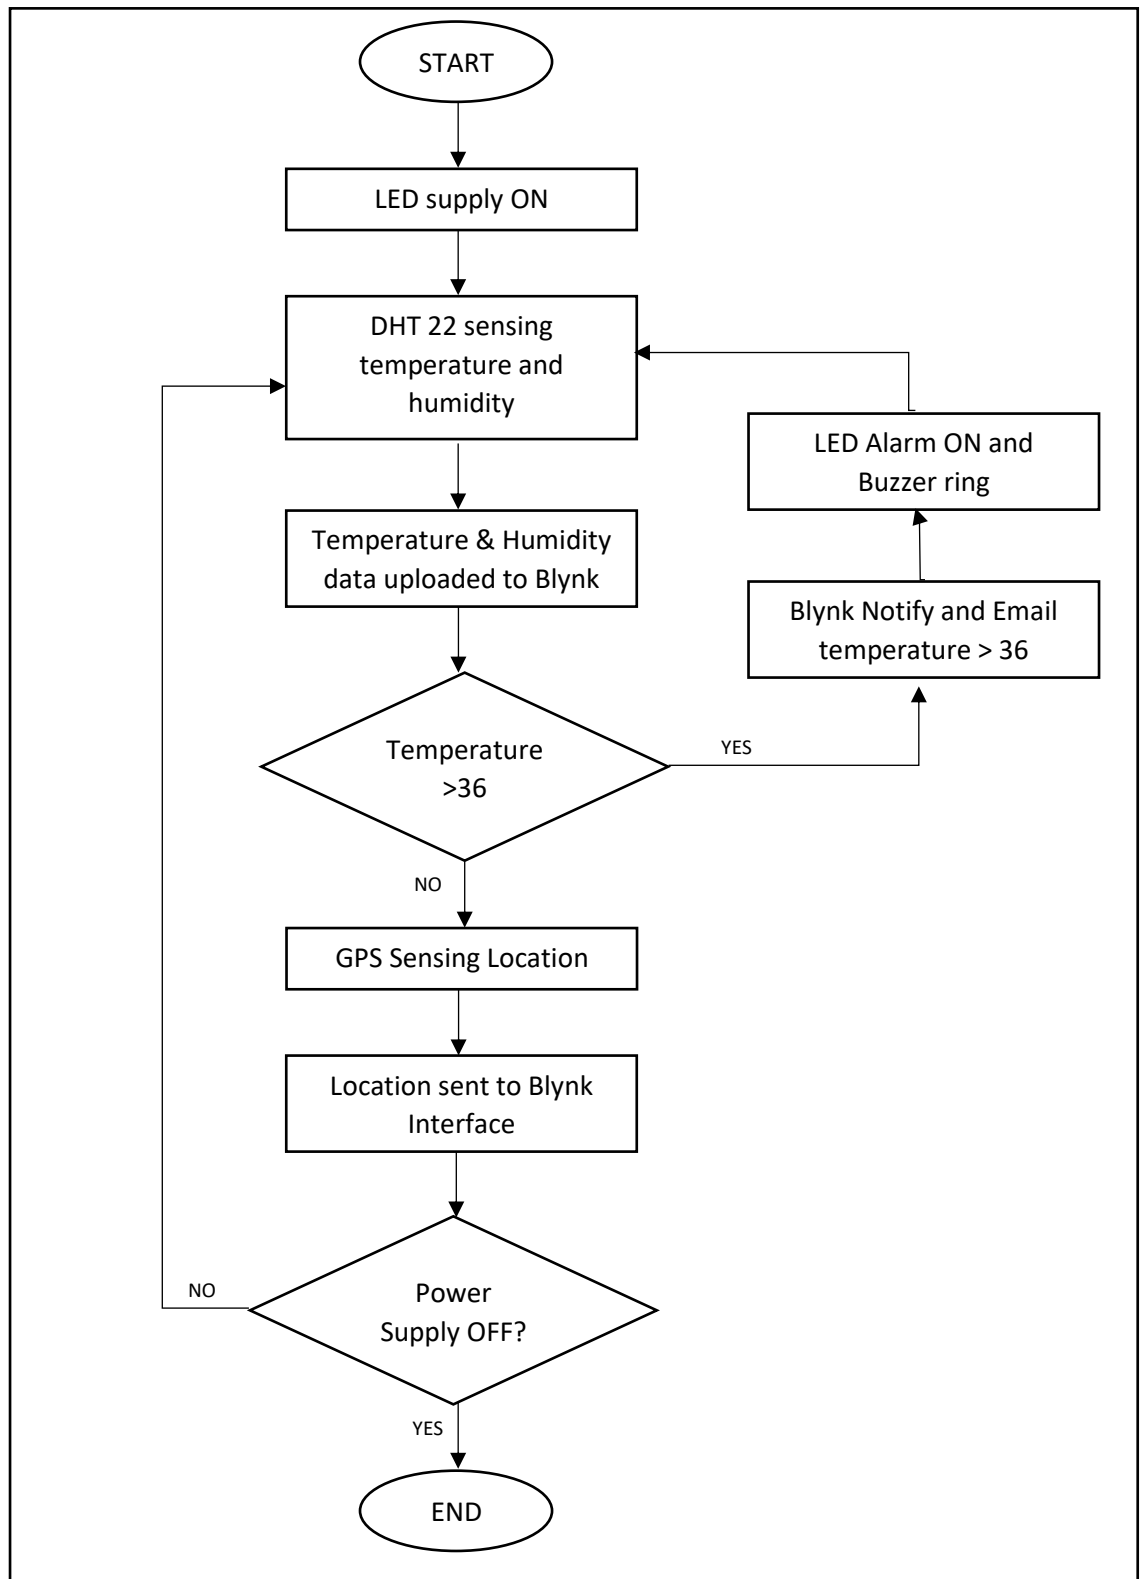 START
LED supply ON
DHT 22 sensing
temperature and
humidity
LED Alarm ON and
Buzzer ring
Temperature & Humidity
data uploaded to Blynk
Blynk Notify and Email
temperature > 36
Temperature
>36
YES
NO
GPS Sensing Location
Location sent to Blynk
Interface
Power
Supply OFF?
NO
YES
END